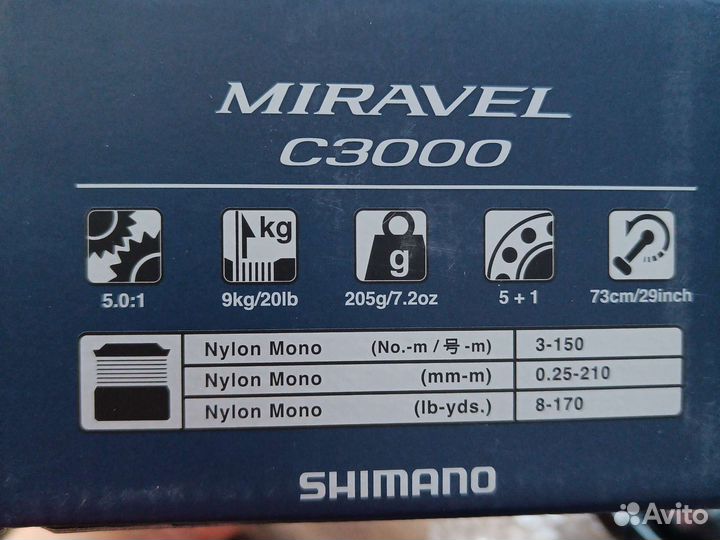 MIRAVEL
C3000
kg
g
5.0:1 9kg/20lb 205g/7.2oz 5 + 1 73cm/29inch
Nylon Mono (No.-m / 号 -m) 3-150
Nylon Mono (mm-m) 0.25-210
Nylon Mono (lb-yds.) 8-170
SHIMANO
Avito